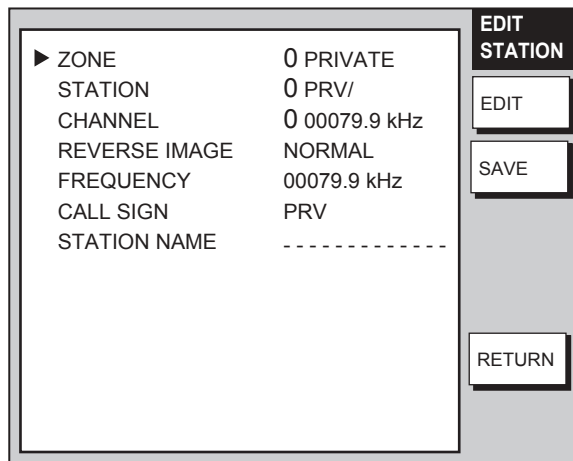 ▶ ZONE 0 PRIVATE
STATION 0 PRV/
CHANNEL 0 00079.9 kHz
REVERSE IMAGE NORMAL
FREQUENCY 00079.9 kHz
CALL SIGN PRV
STATION NAME - - - - - - - - - - - - -
EDIT
STATION
EDIT
SAVE
RETURN